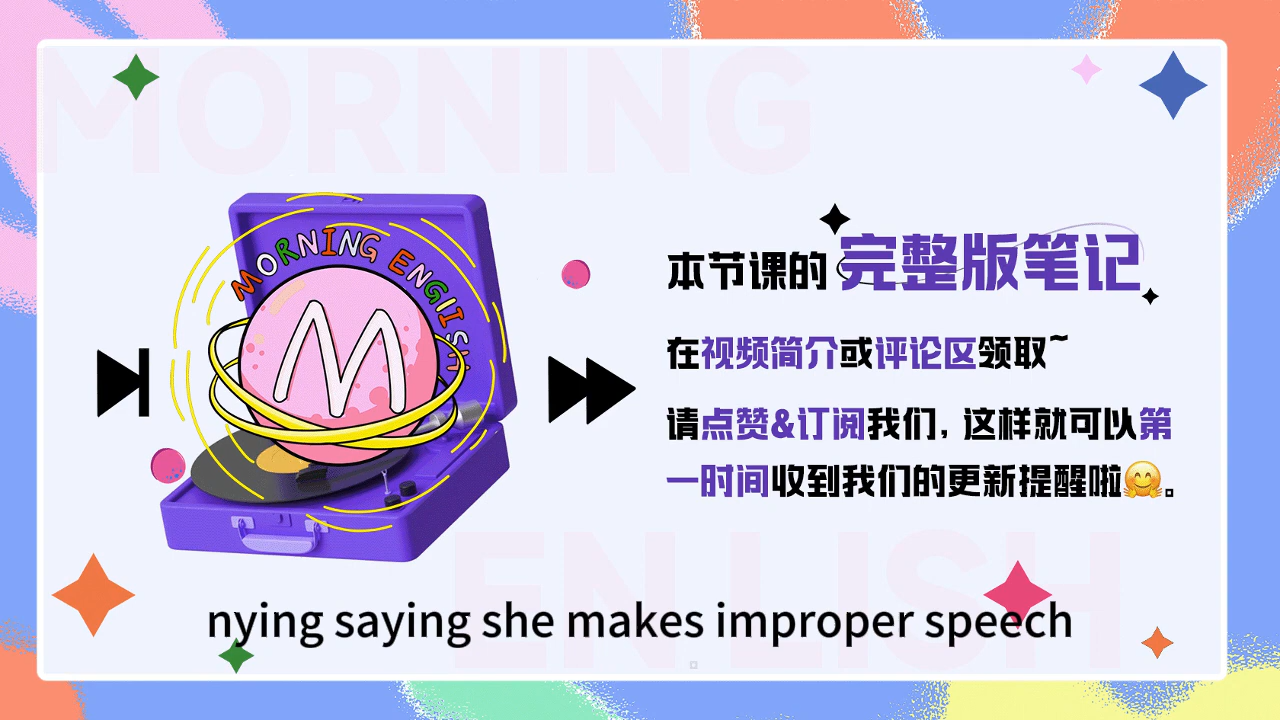 MORNING
MORNING ENGLISH
M
本节课的完整版笔记
在视频简介或评论区领取~
请点赞&订阅我们, 这样就可以第
一时间收到我们的更新提醒啦🤗。
EN LISH
nying saying she makes improper speech